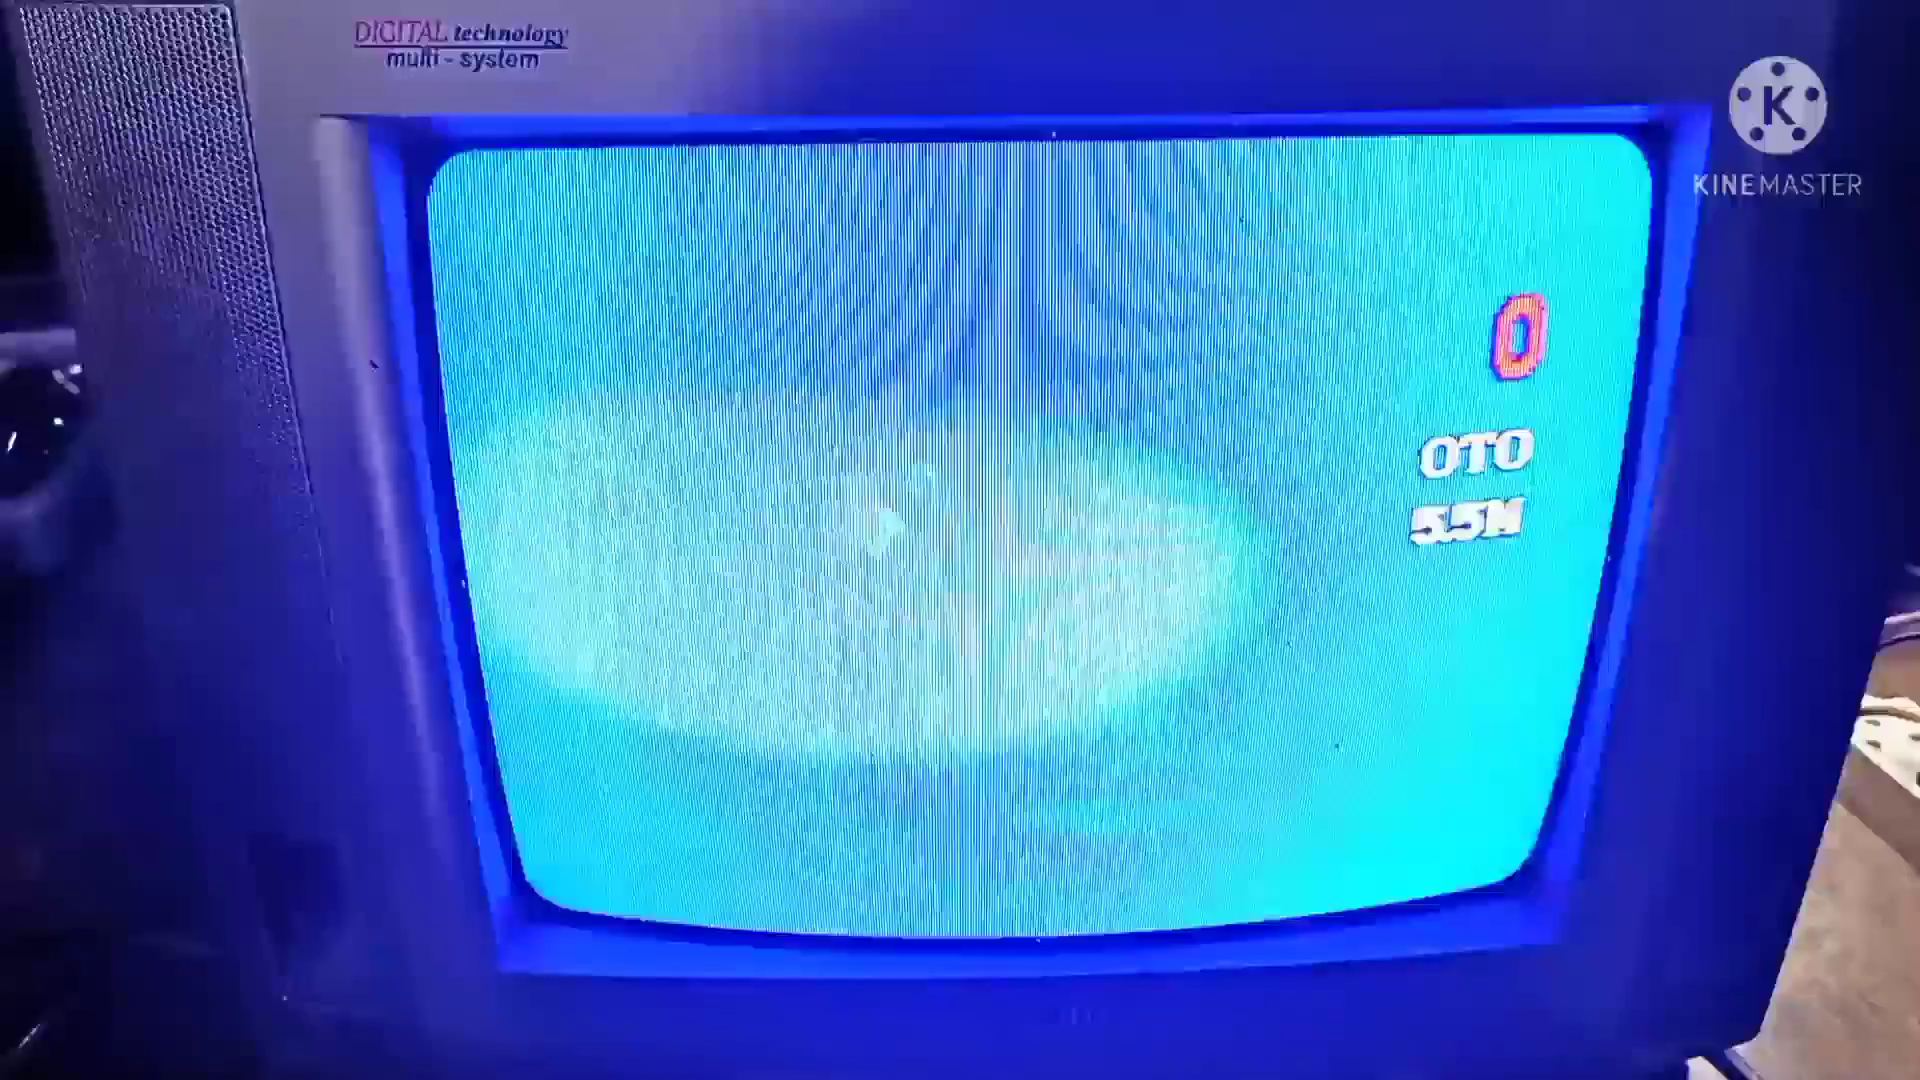 DIGITAL technology
multi - system
K
KINEMASTER
0
OTO
5.5M